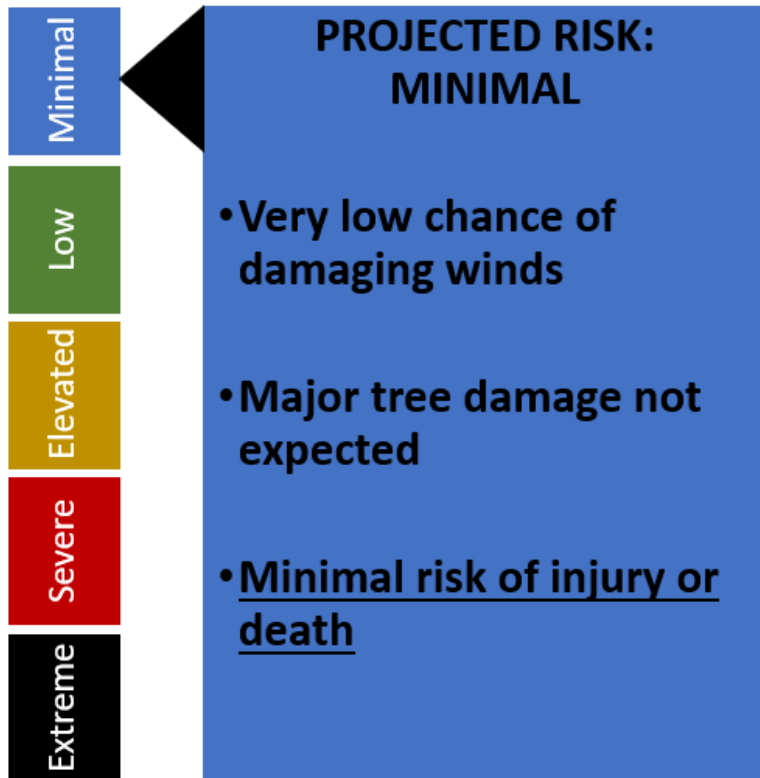 Minimal
Low
Elevated
Severe
Extreme
PROJECTED RISK:
MINIMAL
•Very low chance of
damaging winds
•Major tree damage not
expected
•Minimal risk of injury or
death